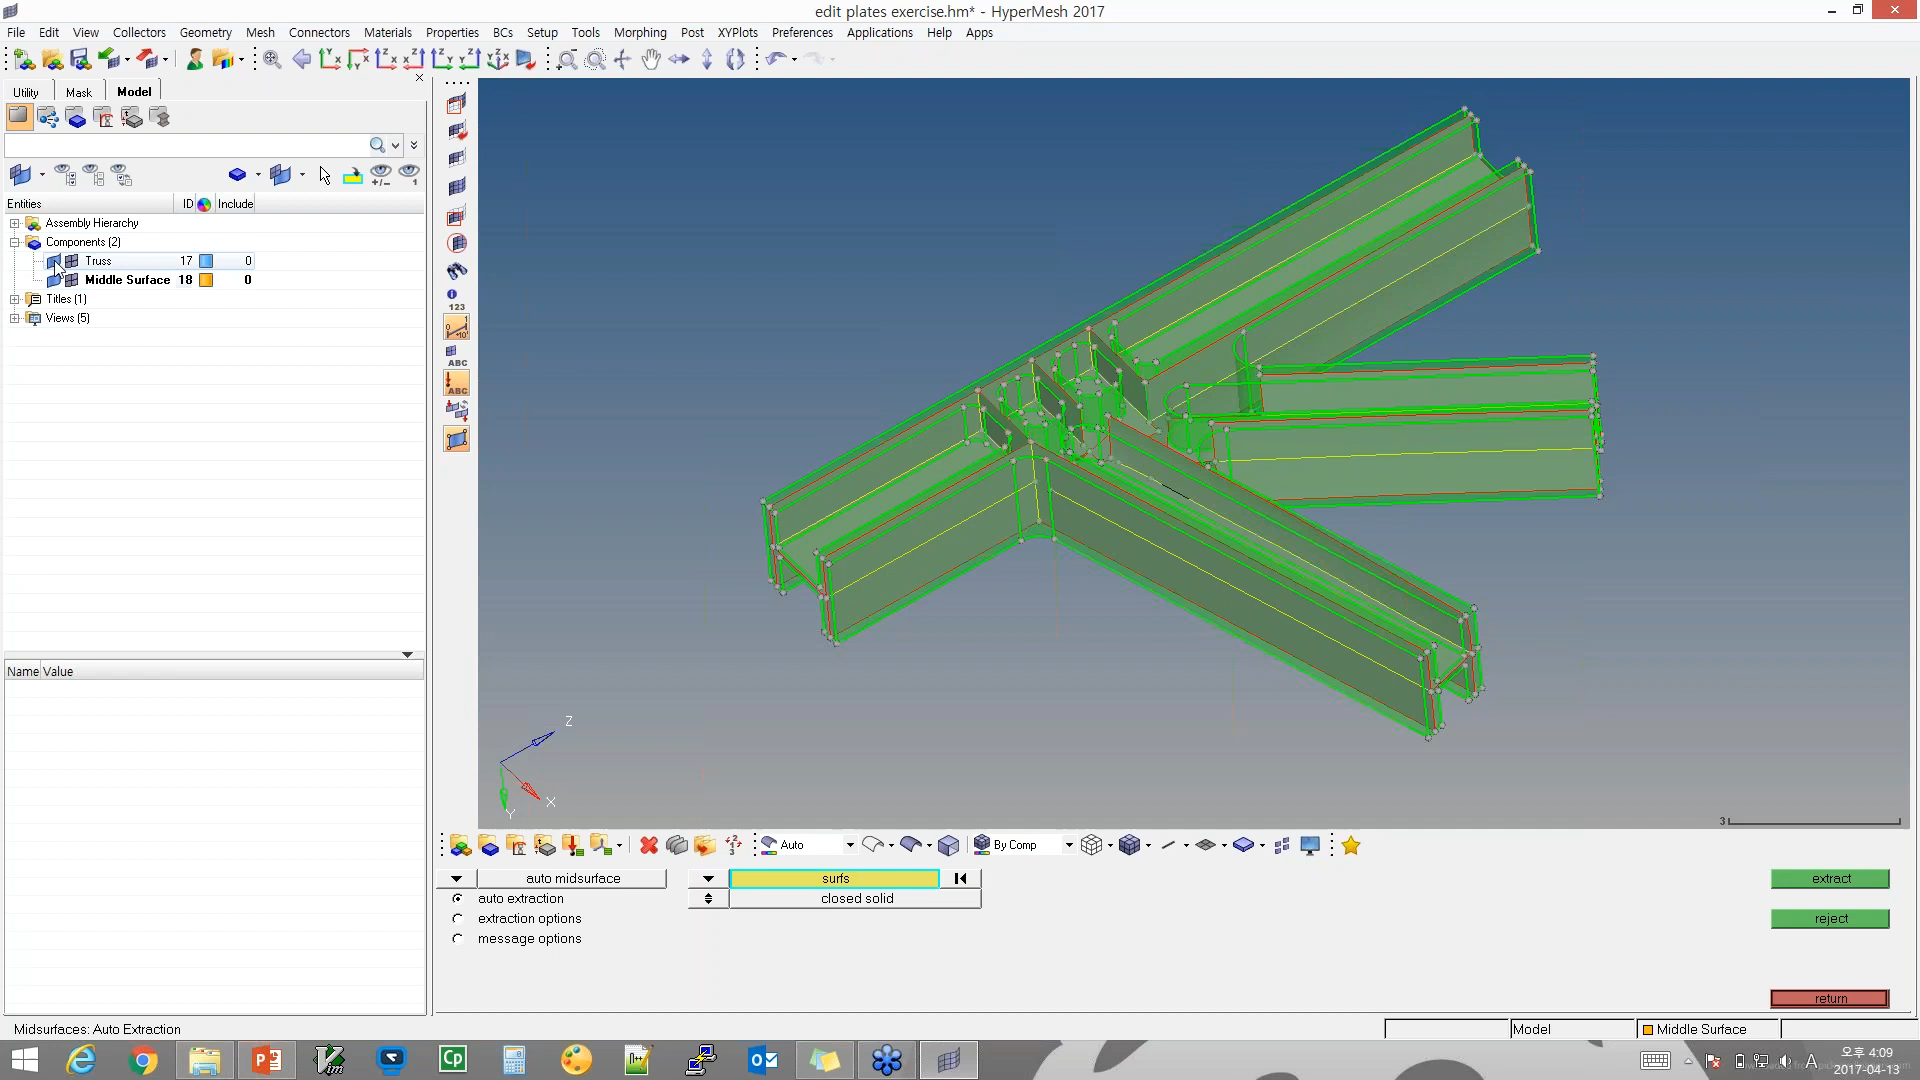 edit plates exercise.hm* - HyperMesh 2017
File Edit View Collectors Geometry Mesh Connectors Materials Properties BCs Setup Tools Morphing Post XYPlots Preferences Applications Help Apps
Utility Mask Model
Entities ID Include
Assembly Hierarchy
Components (2)
Truss 17 0
Middle Surface 18 0
Titles (1)
Views (5)
123
ABC
ABC
Name Value
Z
X
Y
3
Auto
By Comp
auto midsurface
surfs
extract
auto extraction
closed solid
extraction options
reject
message options
return
Midsurfaces: Auto Extraction
Model
Middle Surface
A
오후 4:09
2017-04-13